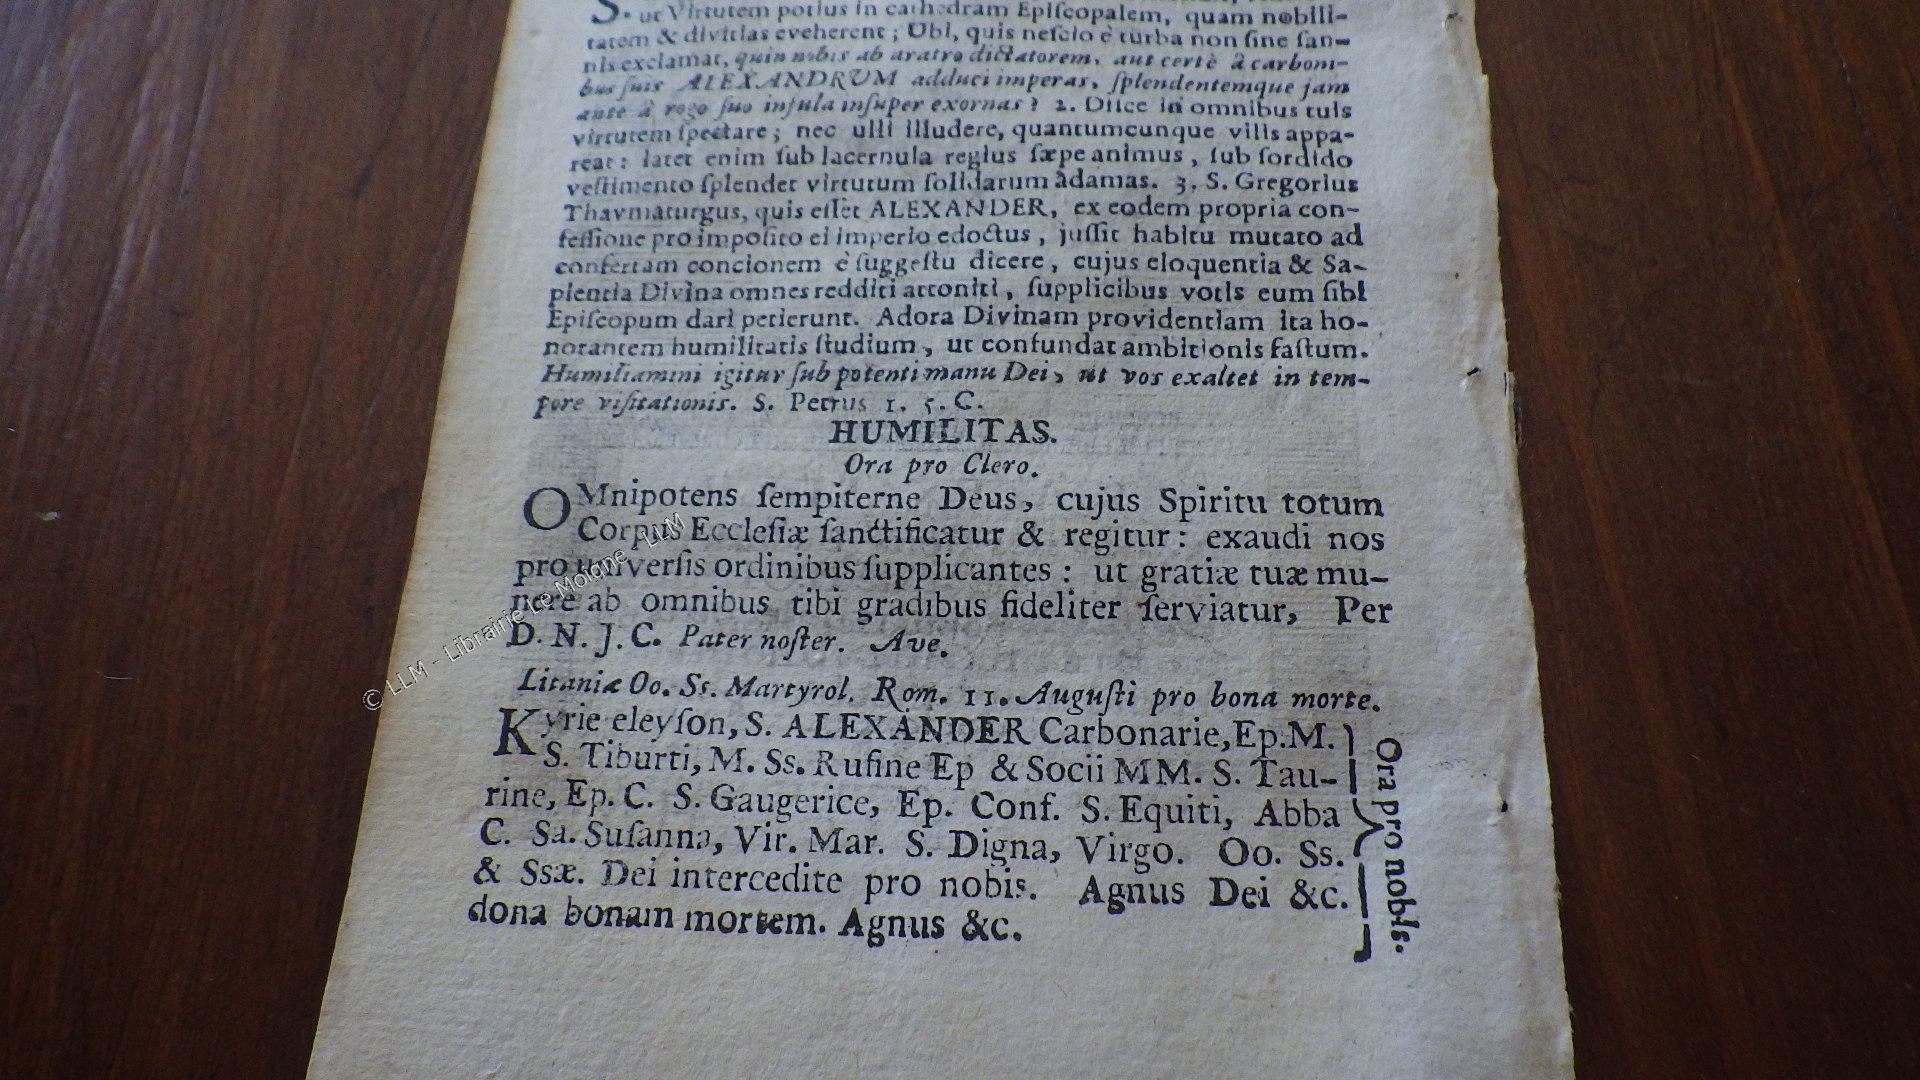 S. ut Virtutem potius in cathedram Epiſcopalem, quam nobili-
tatem & divitias eveherent; Ubi, quis neſcio è turba non ſine ſan-
nis exclamat, quin nobis ab aratro dictatorem, aut certè à carboni-
bus ſuis ALEXANDRUM adduci imperas, ſplendentemque jam
ante à rogo ſuo inſula inſuper exornas? 2. Diſce in omnibus tuis
virtutem ſpectare; nec ulli illudere, quantumcunque vilis appa-
reat: latet enim ſub lacernula regius ſæpe animus, ſub ſordido
veſtimento ſplendet virtutum ſolidarum àdamas. 3. S. Gregorius
Thavmaturgus, quis eſſet ALEXANDER, ex eodem propria con-
feſſione pro impoſito ei imperio edoctus, juſſit habitu mutato ad
confertam concionem è ſuggeſtu dicere, cujus eloquentia & Sa-
pientia Divina omnes redditi attoniti, ſupplicibus votis eum ſibi
Epiſcopum dari petierunt. Adora Divinam providentiam ita ho-
norantem humilitatis ſtudium, ut confundat ambitionis faſtum.
Humiliamini igitur ſub potenti manu Dei, ut vos exaltet in tem-
pore viſitationis. S. Petrus 1. 5. C.
HUMILITAS.
Ora pro Clero.
OMnipotens ſempiterne Deus, cujus Spiritu totum
Corpus Eccleſiæ ſanctificatur & regitur: exaudi nos
pro univerſis ordinibus ſupplicantes: ut gratiæ tuæ mu-
nere ab omnibus tibi gradibus fideliter ſerviatur, Per
D. N. J. C. Pater noſter. Ave.
Litaniæ Oo. Ss. Martyrol. Rom. 11. Auguſti pro bona morte.
Kyrie eleyſon, S. ALEXANDER Carbonarie, Ep. M.
S. Tiburti, M. Ss. Rufine Ep & Socii MM. S. Tau-
rine, Ep. C. S. Gaugerice, Ep. Conf. S. Equiti, Abba
C. Sa. Suſanna, Vir. Mar. S. Digna, Virgo. Oo. Ss.
& Ssæ. Dei intercedite pro nobis. Agnus Dei &c.
dona bonam mortem. Agnus &c.
Ora pro nobis.
© LLM - Librairie Le Moigne - LLM